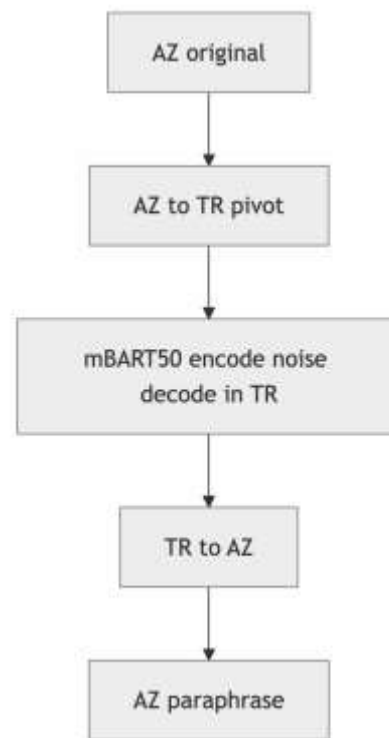 AZ original
AZ to TR pivot
mBART50 encode noise
decode in TR
TR to AZ
AZ paraphrase